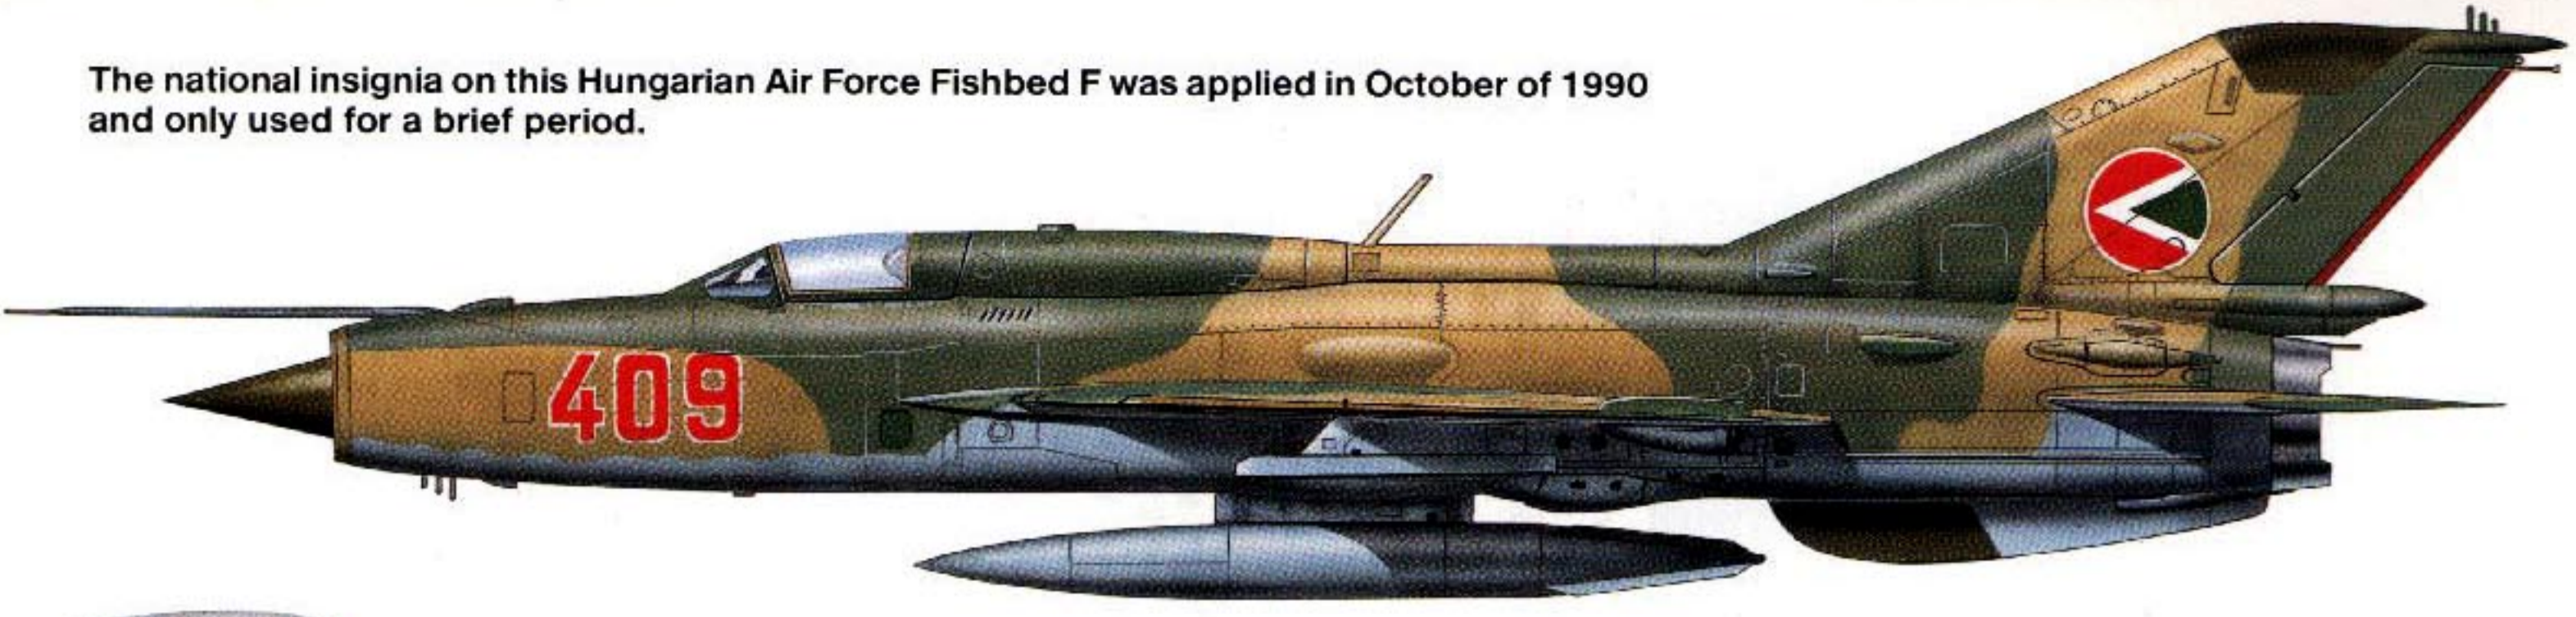 The national insignia on this Hungarian Air Force Fishbed F was applied in October of 1990
and only used for a brief period.
409